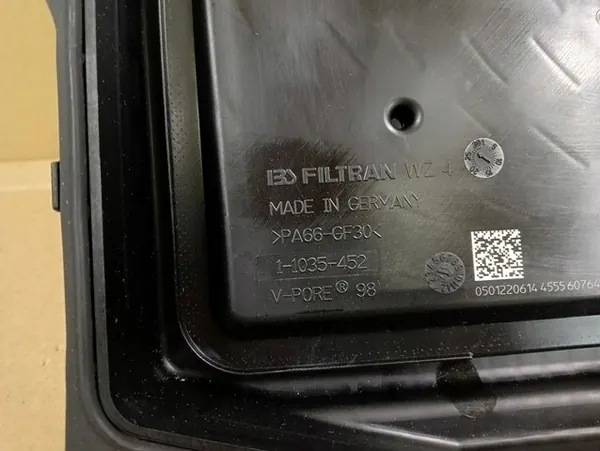 FILTRAN WZ 4
MADE IN GERMANY
>PA66-GF30<
1-1035-452
V-PORE® 98
0501220614 4555 60764